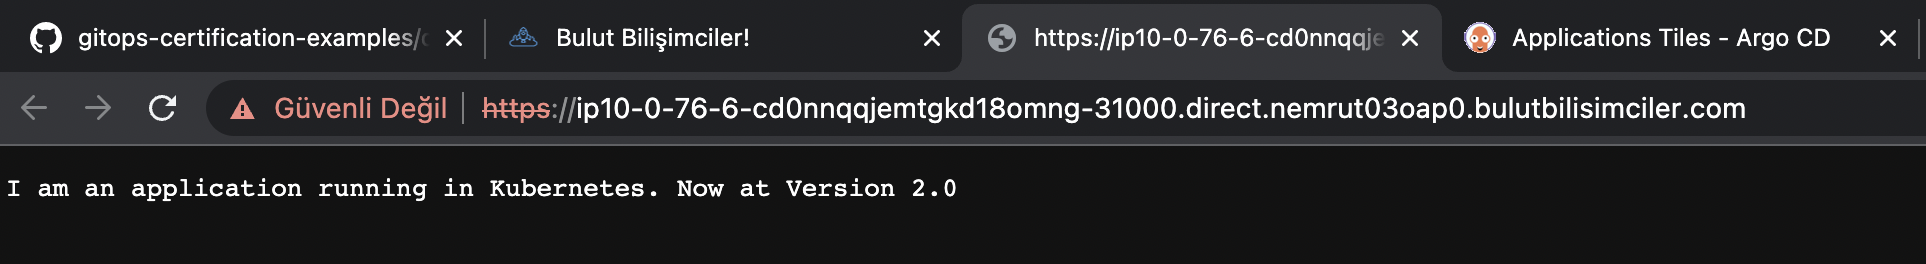 gitops-certification-examples/
Bulut Bilişimciler!
https://ip10-0-76-6-cd0nnqqje
Applications Tiles - Argo CD
Güvenli Değil
https://ip10-0-76-6-cd0nnqqjemtgkd18omng-31000.direct.nemrut03oap0.bulutbilisimciler.com
I am an application running in Kubernetes. Now at Version 2.0